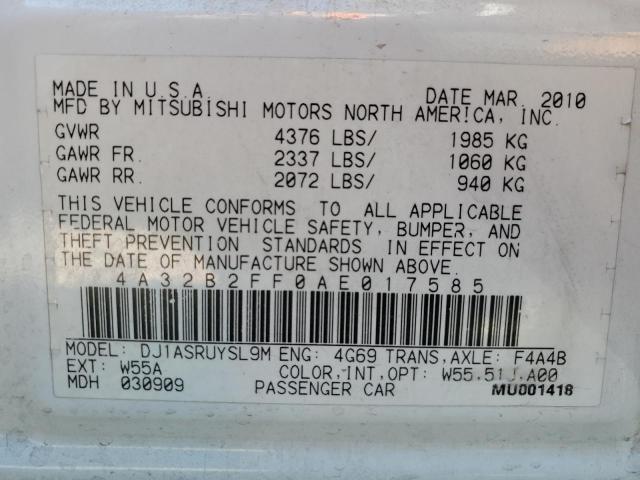 MADE IN U.S.A. DATE MAR. 2010
MFD BY MITSUBISHI MOTORS NORTH AMERICA, INC.
GVWR 4376 LBS/ 1985 KG
GAWR FR. 2337 LBS/ 1060 KG
GAWR RR. 2072 LBS/ 940 KG
THIS VEHICLE CONFORMS TO ALL APPLICABLE
FEDERAL MOTOR VEHICLE SAFETY, BUMPER, AND
THEFT PREVENTION STANDARDS IN EFFECT ON
THE DATE OF MANUFACTURE SHOWN ABOVE.
4A32B2FF0AE017585
MODEL: DJ1ASRUYSL9M ENG: 4G69 TRANS,AXLE: F4A4B
EXT: W55A COLOR,INT,OPT: W55,51J,A00
MDH 030909 PASSENGER CAR MU001418